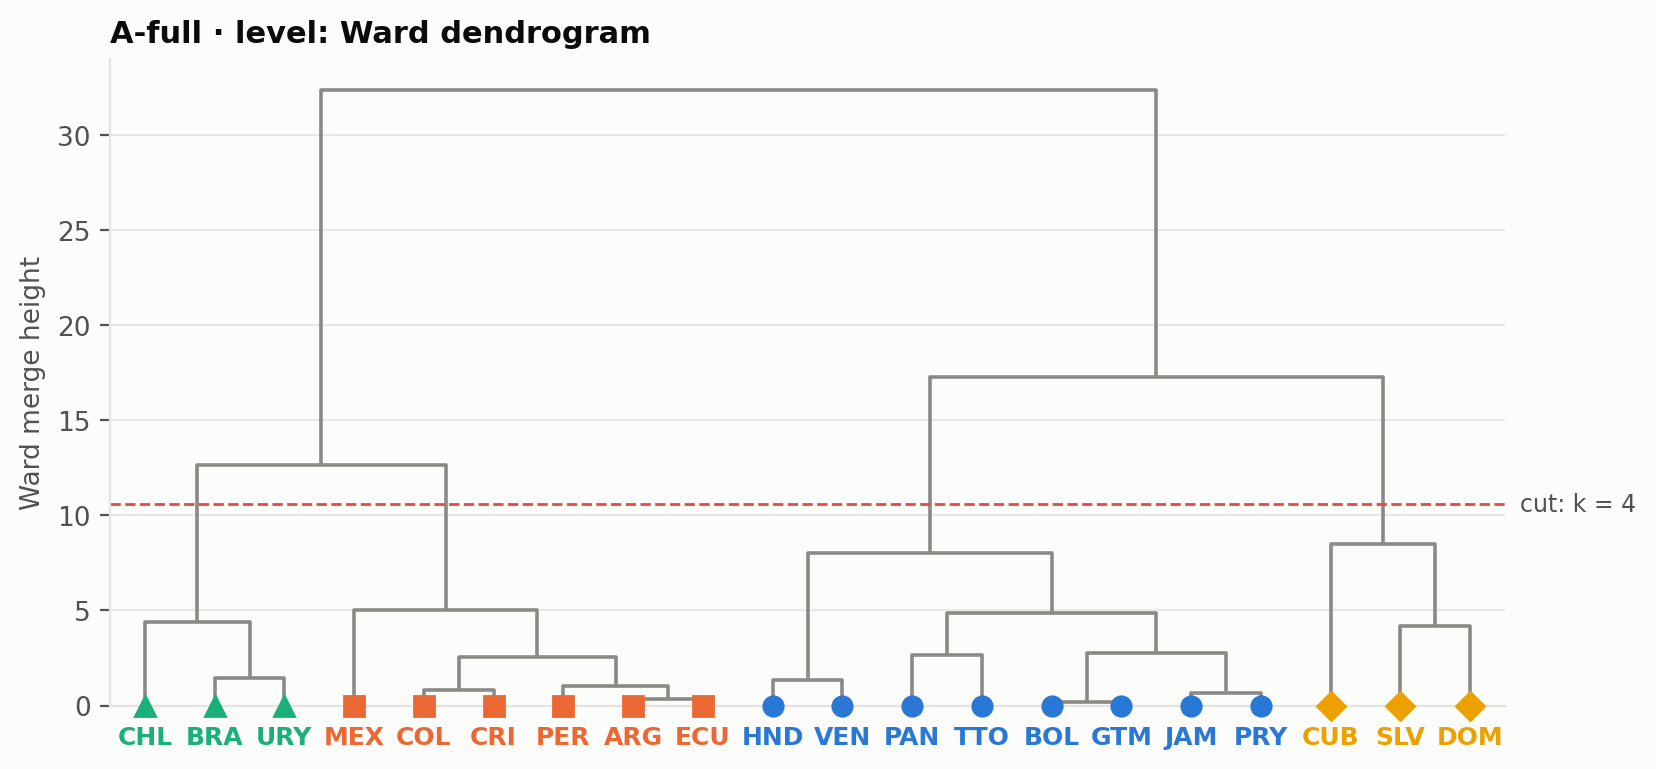 A-full · level: Ward dendrogram
Ward merge height
30
25
20
15
10
5
0
cut: k = 4
CHL BRA URY MEX COL CRI PER ARG ECU HND VEN PAN TTO BOL GTM JAM PRY CUB SLV DOM